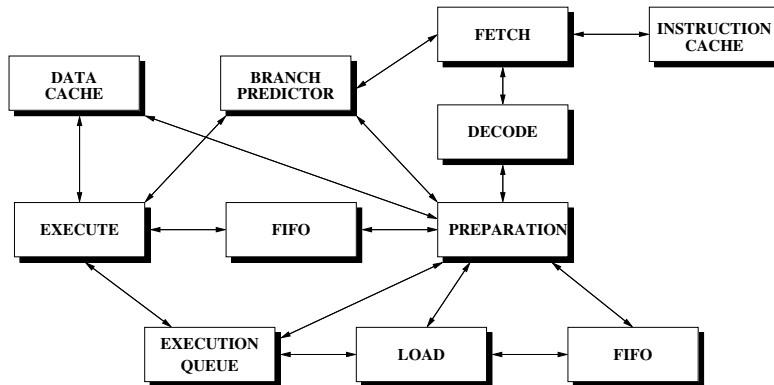 FETCH
INSTRUCTION
CACHE
DATA
CACHE
BRANCH
PREDICTOR
DECODE
EXECUTE
FIFO
PREPARATION
EXECUTION
QUEUE
LOAD
FIFO